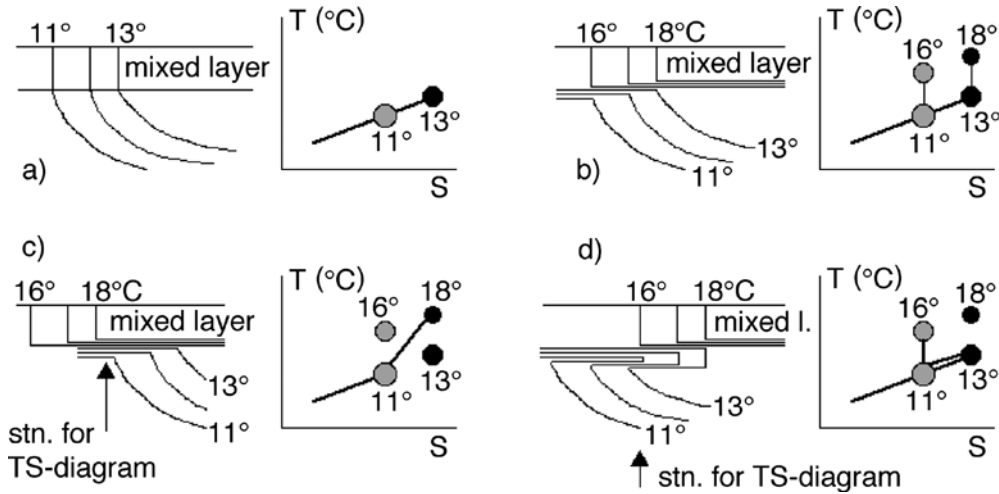 T (°C)
11° 13°
mixed layer
13°
11°
a)
S
T (°C)
16° 18°C
mixed layer
16° 18°
13°
11°
13°
11°
b)
S
c)
T (°C)
16° 18°C
mixed layer
16° 18°
13°
11°
13°
11°
S
stn. for
TS-diagram
d)
T (°C)
16° 18°C
mixed l.
16° 18°
13°
11°
13°
11°
S
stn. for TS-diagram